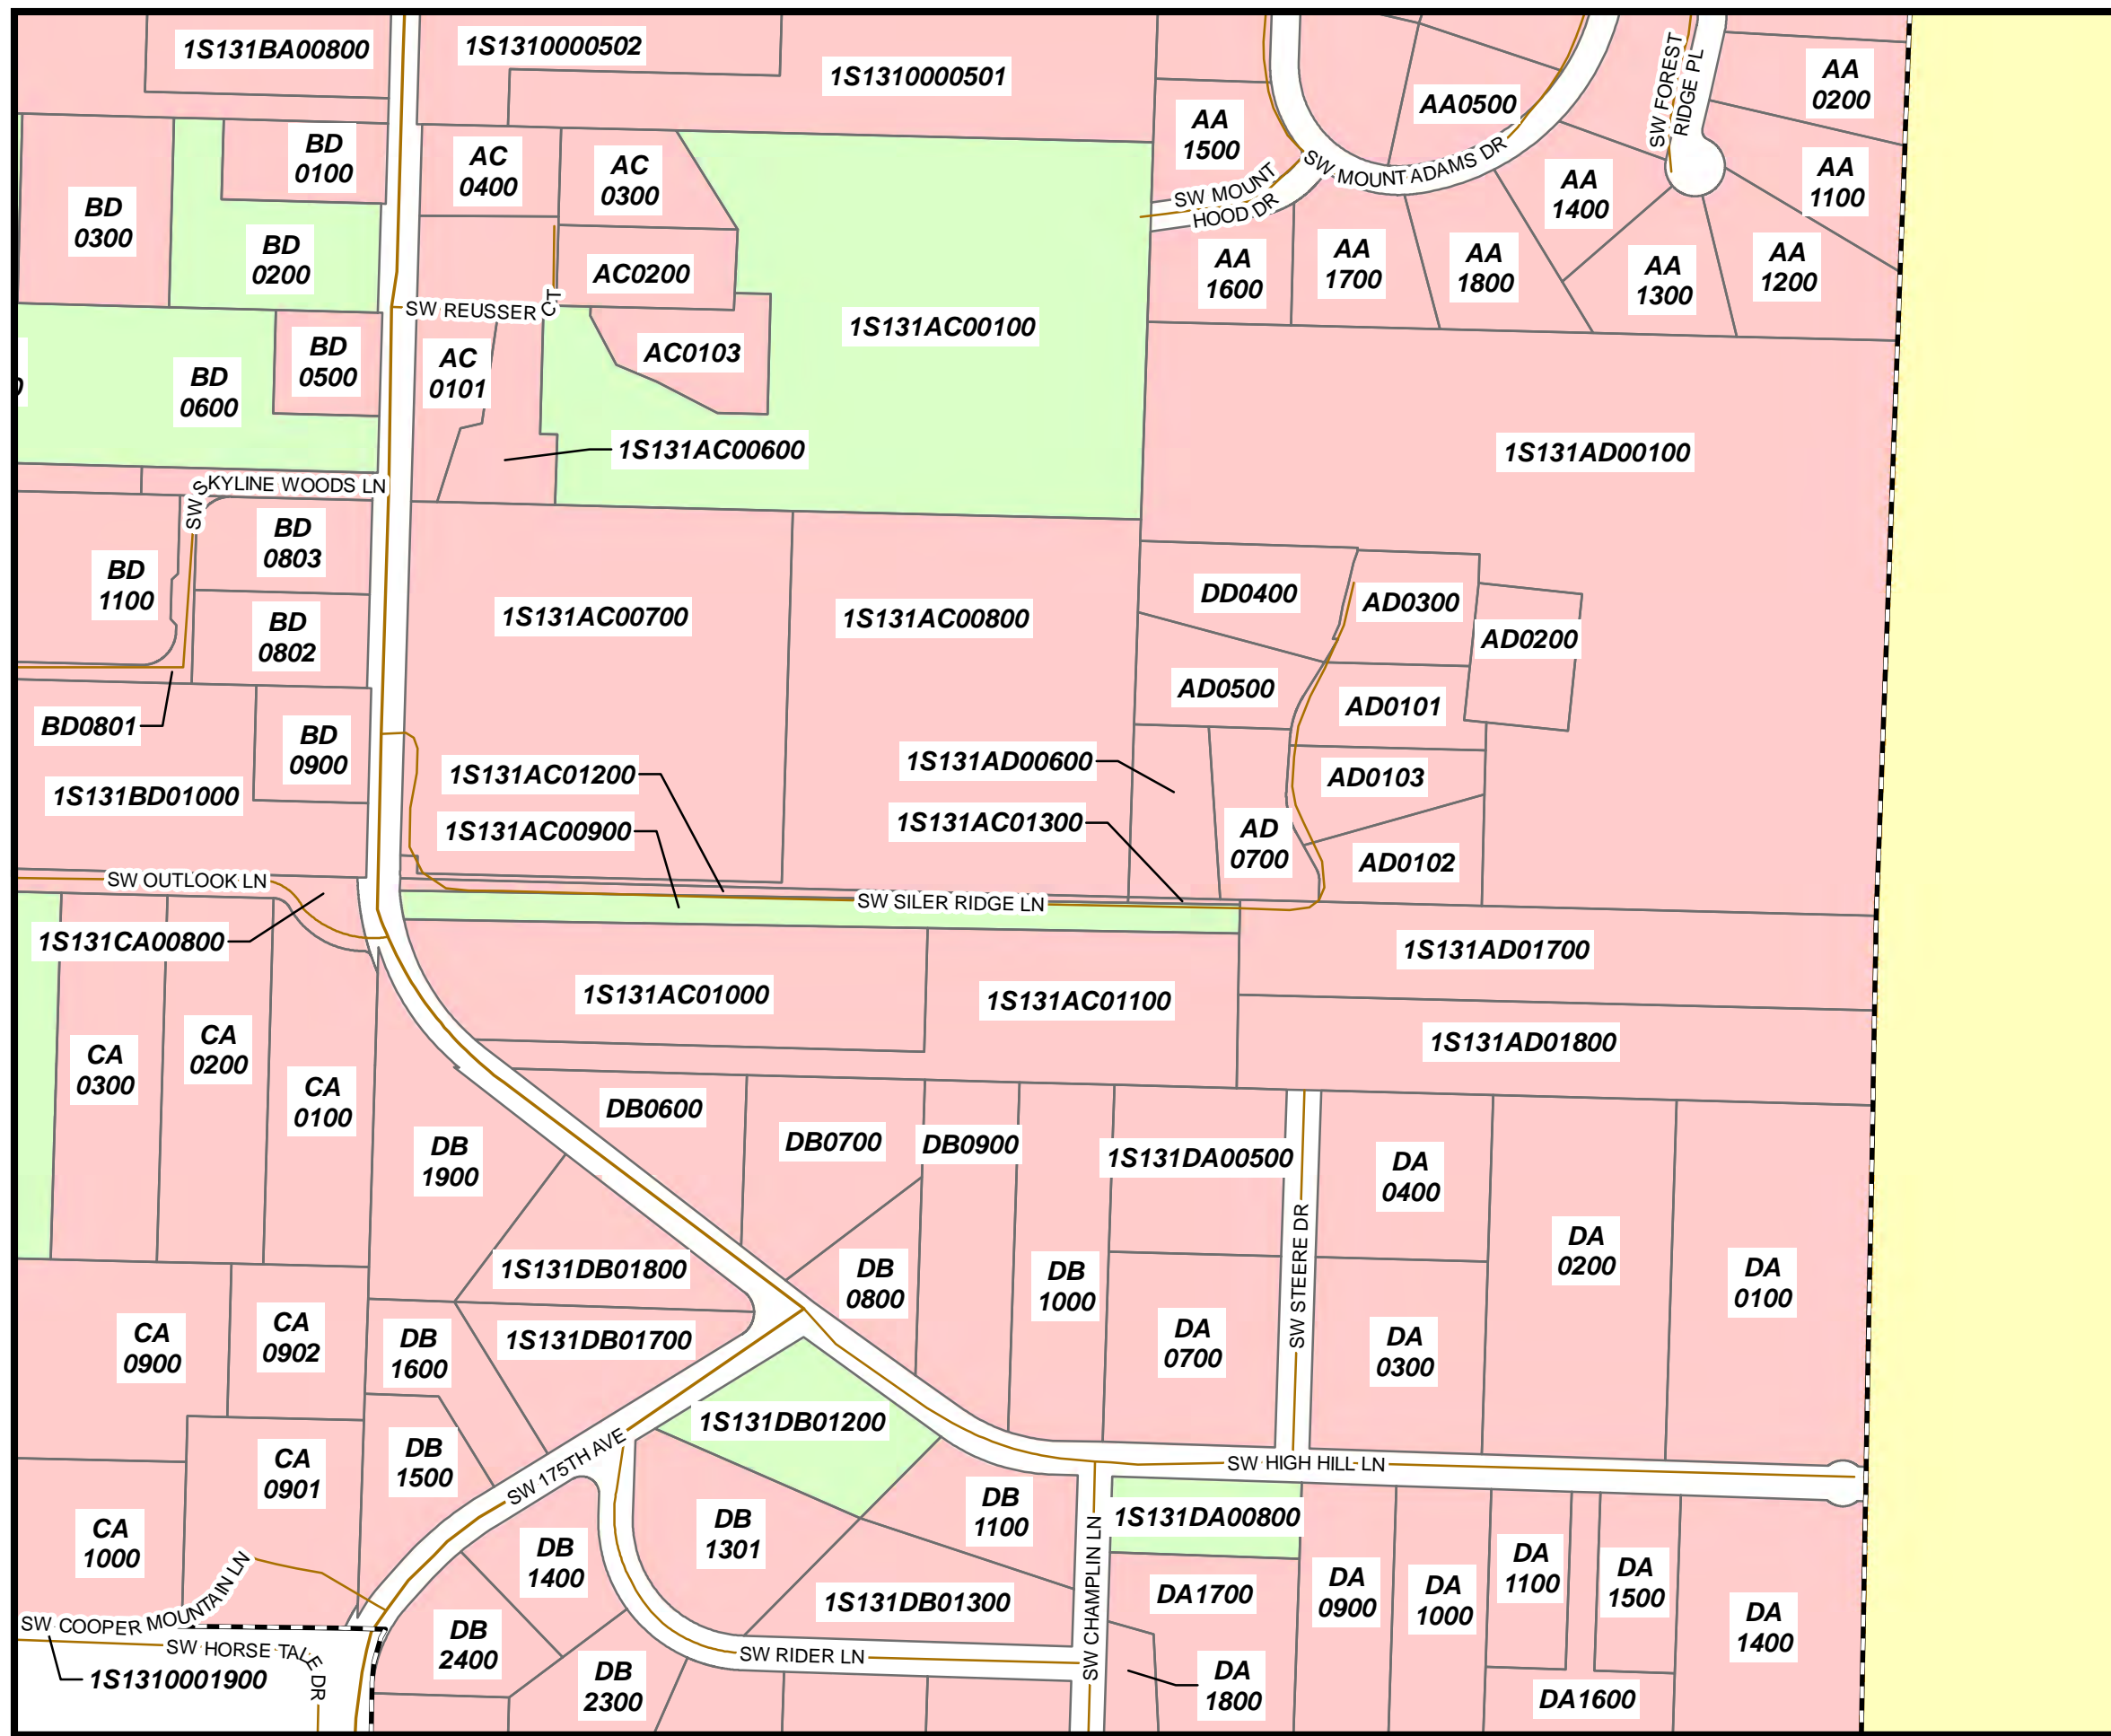 1S131BA00800
1S1310000502
1S1310000501
AA
0200
AA0500
SW FOREST
RIDGE PL
AA
1500
BD
0100
AC
0400
AC
0300
SW MOUNT ADAMS DR
AA
1100
SW MOUNT
HOOD DR
AA
1400
BD
0300
BD
0200
AC0200
AA
1600
AA
1700
AA
1800
AA
1300
AA
1200
SW REUSSER CT
1S131AC00100
BD
0500
AC
0101
AC0103
BD
0600
1S131AC00600
1S131AD00100
SW SKYLINE WOODS LN
BD
0803
BD
1100
DD0400
AD0300
1S131AC00700
1S131AC00800
BD
0802
AD0200
AD0500
AD0101
BD0801
BD
0900
1S131AD00600
1S131AC01200
AD0103
1S131BD01000
1S131AC00900
1S131AC01300
AD
0700
AD0102
SW OUTLOOK LN
SW SILER RIDGE LN
1S131CA00800
1S131AD01700
1S131AC01000
1S131AC01100
1S131AD01800
CA
0300
CA
0200
CA
0100
DB0600
DB0700
DB0900
1S131DA00500
DB
1900
DA
0400
SW STEERE DR
DA
0200
DA
0100
1S131DB01800
DB
0800
DB
1000
CA
0900
CA
0902
DB
1600
1S131DB01700
DA
0700
DA
0300
1S131DB01200
DB
1500
SW 175TH AVE
SW HIGH HILL LN
CA
0901
CA
1000
DB
1301
DB
1100
1S131DA00800
DB
1400
SW CHAMPLIN LN
DA1700
DA
0900
DA
1000
DA
1100
DA
1500
DA
1400
1S131DB01300
SW COOPER MOUNTAIN LN
SW HORSE TALE DR
DB
2400
SW RIDER LN
1S1310001900
DB
2300
DA
1800
DA1600